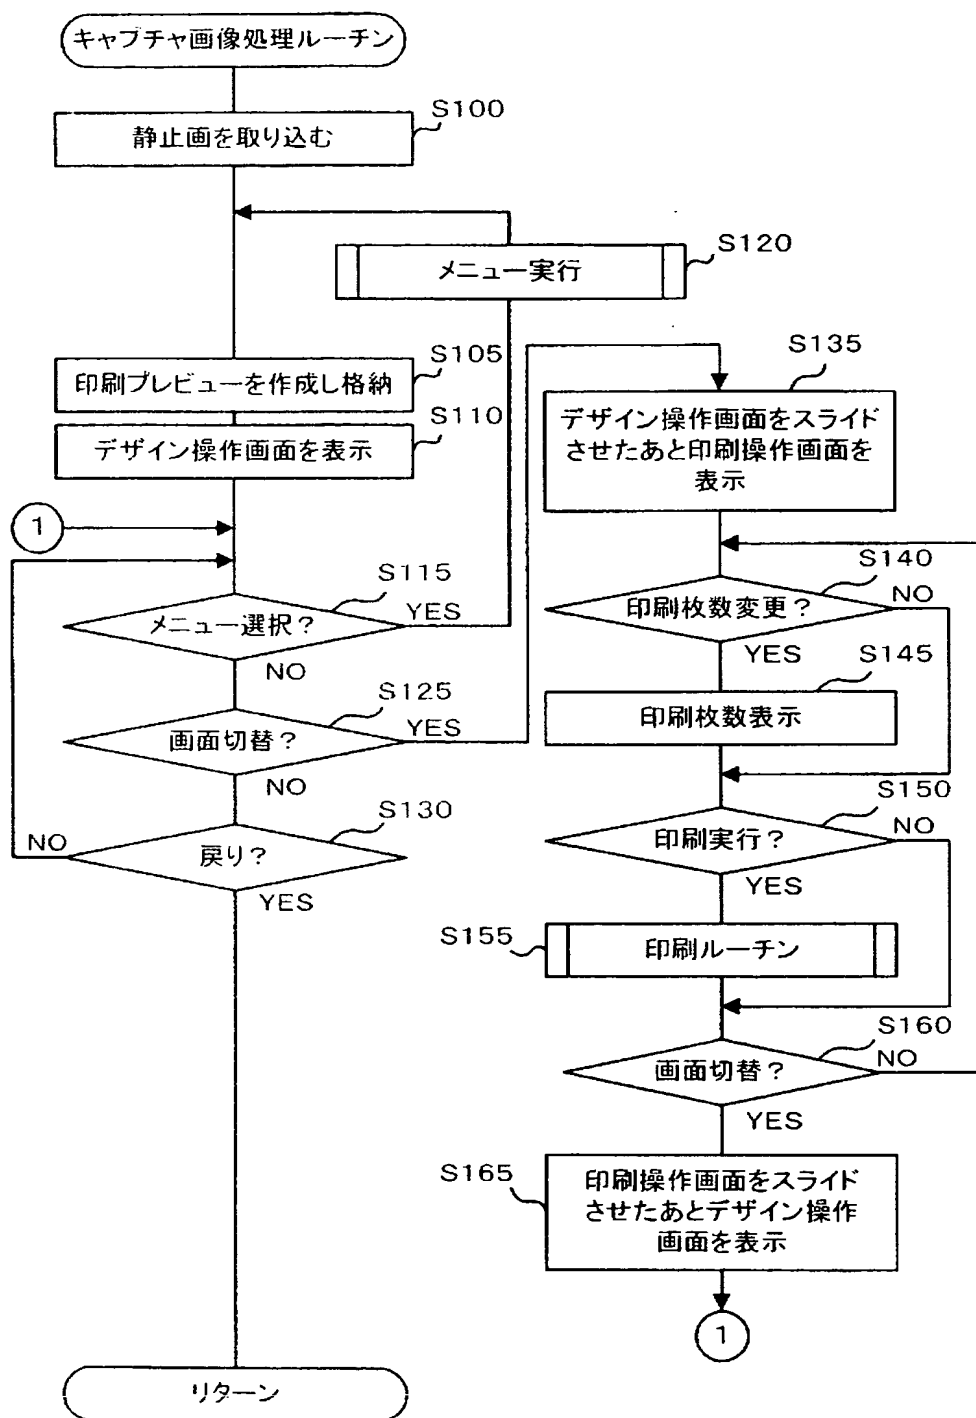 キャプチャ画像処理ルーチン
S100
静止画を取り込む
S120
メニュー実行
S105
印刷プレビューを作成し格納
S110
デザイン操作画面を表示
1
S115
メニュー選択?
YES
NO
S125
画面切替?
YES
NO
S130
戻り?
NO
YES
リターン
S135
デザイン操作画面をスライド
させたあと印刷操作画面を
表示
S140
印刷枚数変更?
NO
YES
S145
印刷枚数表示
S150
印刷実行?
NO
YES
S155
印刷ルーチン
S160
画面切替?
NO
YES
S165
印刷操作画面をスライド
させたあとデザイン操作
画面を表示
1